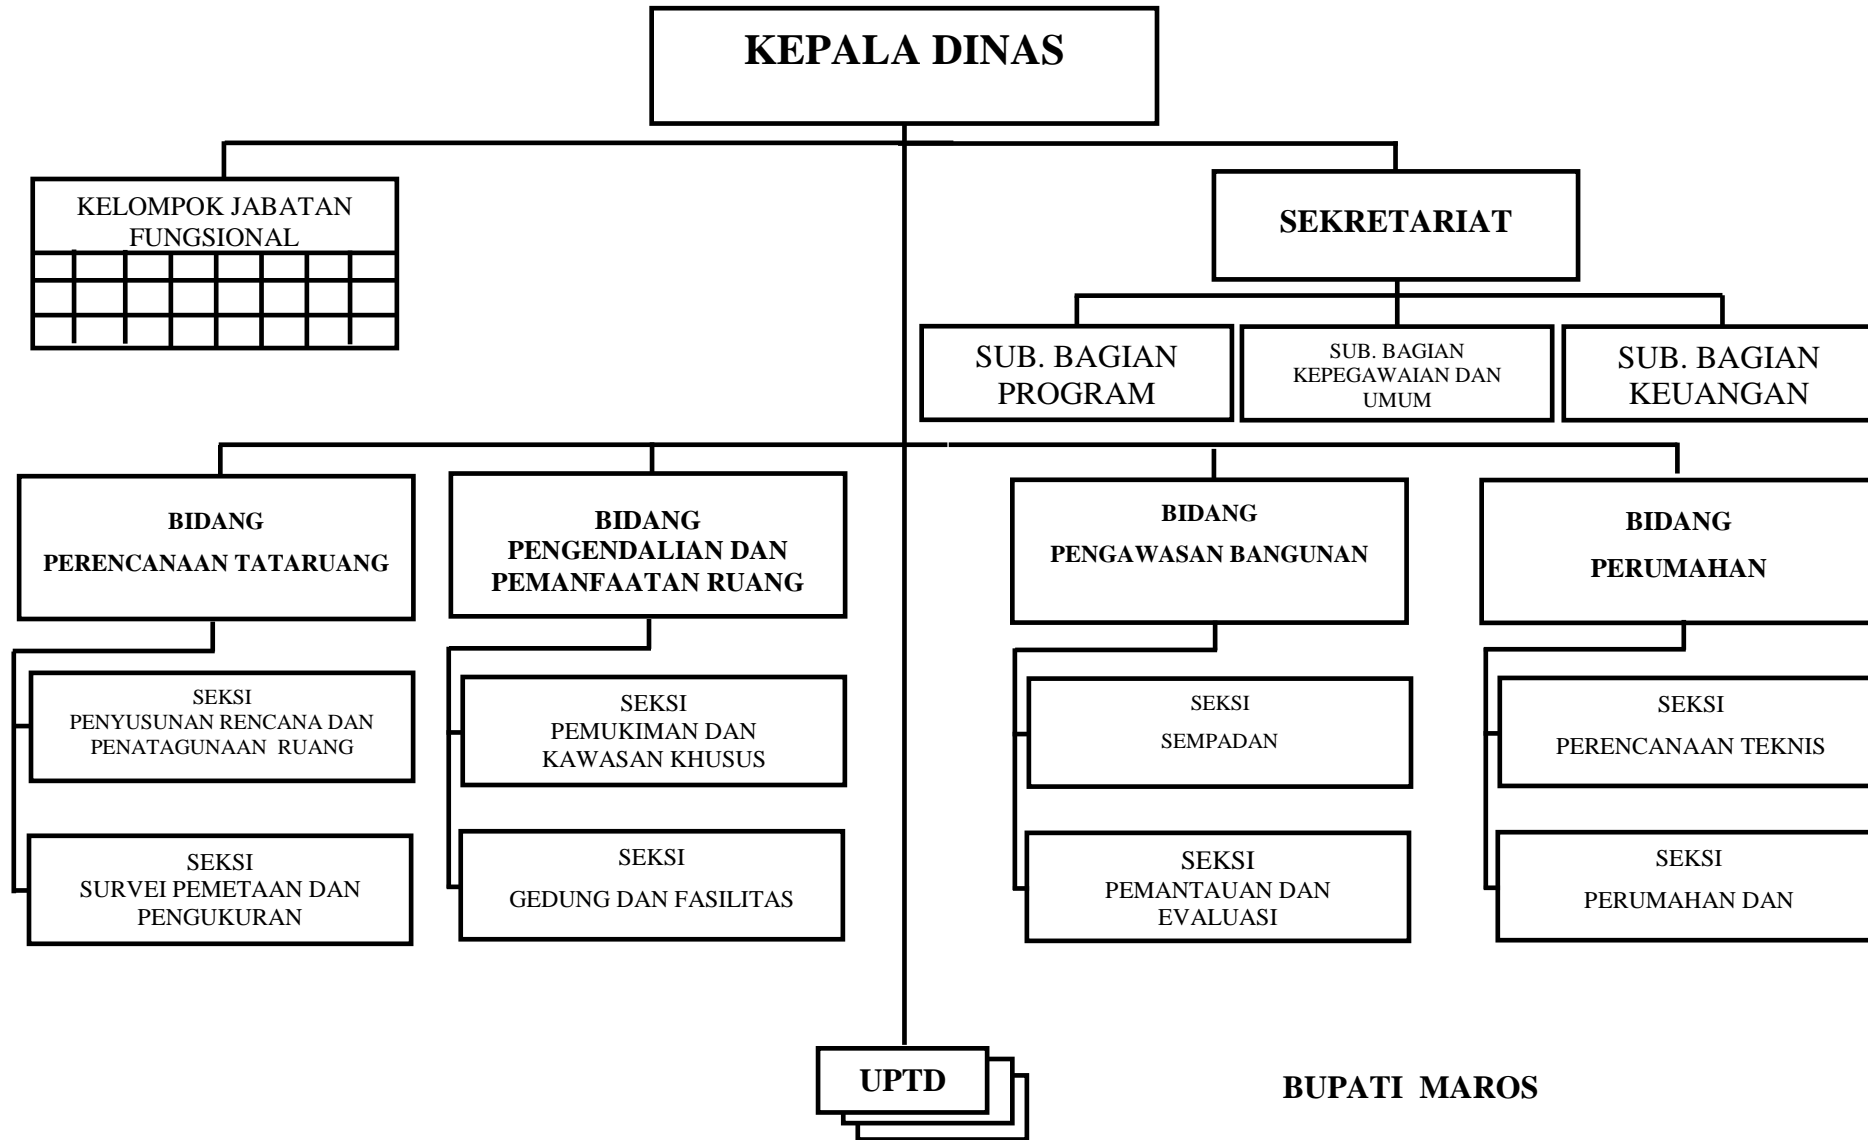 KEPALA DINAS
KELOMPOK JABATAN
FUNGSIONAL
SEKRETARIAT
SUB. BAGIAN
PROGRAM
SUB. BAGIAN
KEPEGAWAIAN DAN
UMUM
SUB. BAGIAN
KEUANGAN
BIDANG
PERENCANAAN TATARUANG
BIDANG
PENGENDALIAN DAN
PEMANFAATAN RUANG
BIDANG
PENGAWASAN BANGUNAN
BIDANG
PERUMAHAN
SEKSI
PENYUSUNAN RENCANA DAN
PENATAGUNAAN RUANG
SEKSI
PEMUKIMAN DAN
KAWASAN KHUSUS
SEKSI
SEMPADAN
SEKSI
PERENCANAAN TEKNIS
SEKSI
SURVEI PEMETAAN DAN
PENGUKURAN
SEKSI
GEDUNG DAN FASILITAS
SEKSI
PEMANTAUAN DAN
EVALUASI
SEKSI
PERUMAHAN DAN
UPTD
BUPATI MAROS